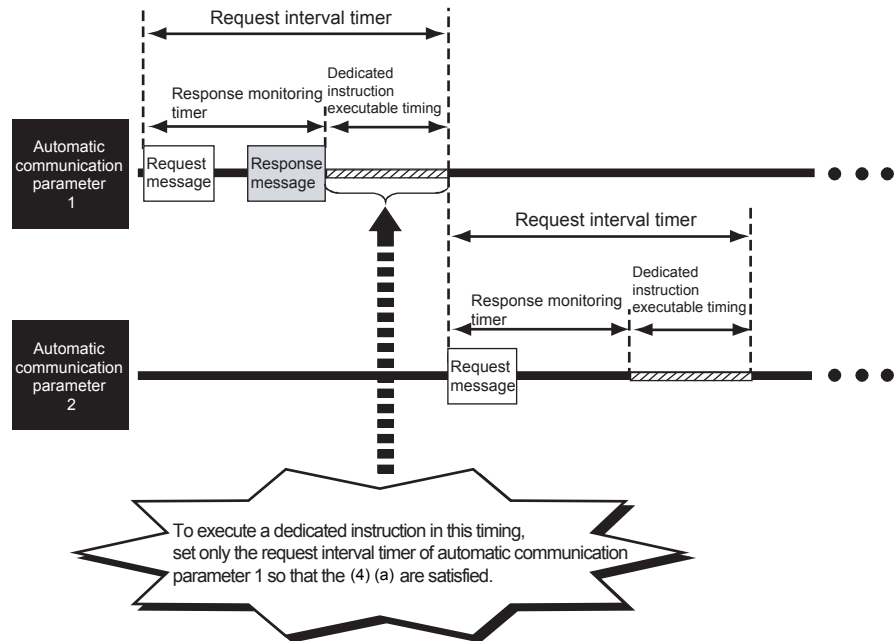 Request interval timer
Response monitoring
timer
Dedicated
instruction
executable timing
Automatic
communication
parameter
1
Request
message
Response
message
Request interval timer
Response monitoring
timer
Dedicated
instruction
executable timing
Automatic
communication
parameter
2
Request
message
To execute a dedicated instruction in this timing,
set only the request interval timer of automatic communication
parameter 1 so that the (4) (a) are satisfied.